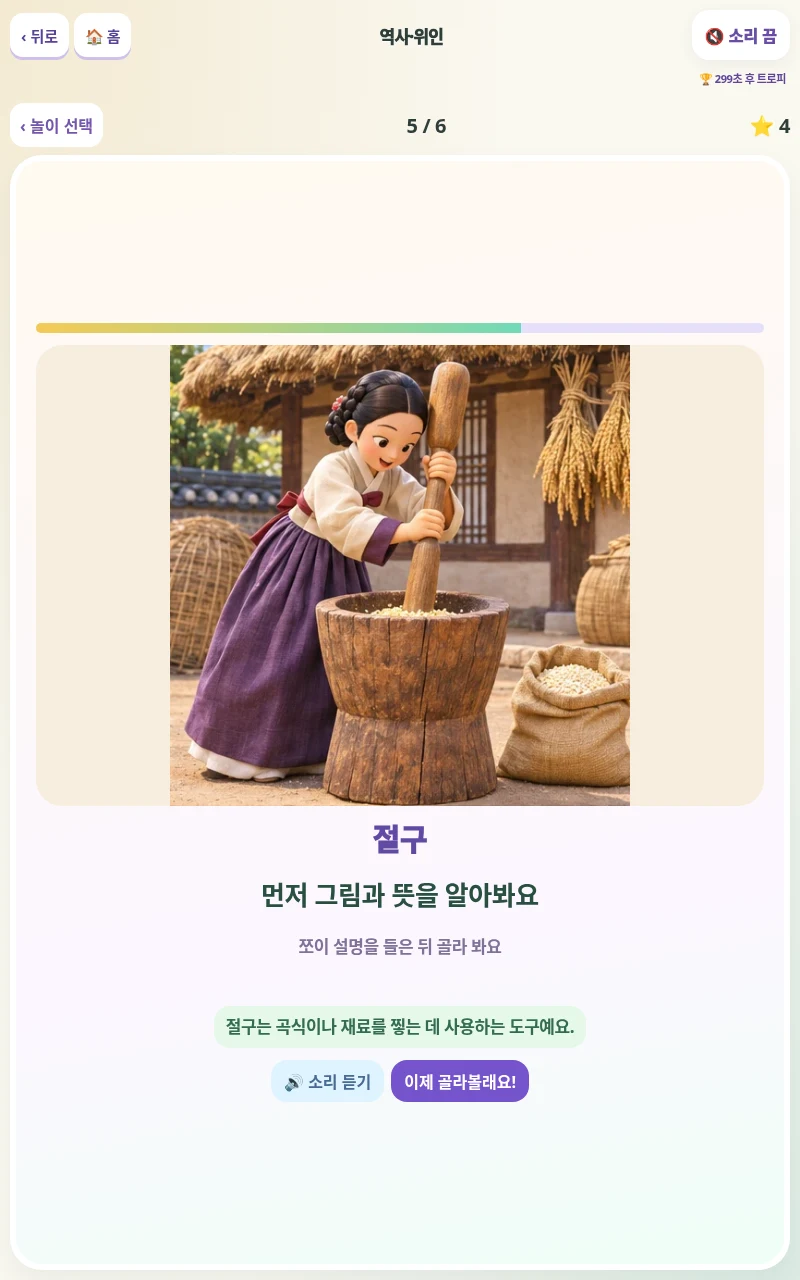 ‹ 뒤로 🏠 홈 역사·위인 🔇 소리 끔
🏆 299초 후 트로피
‹ 놀이 선택 5 / 6 ⭐ 4
절구
먼저 그림과 뜻을 알아봐요
쪼이 설명을 들은 뒤 골라 봐요
절구는 곡식이나 재료를 찧는 데 사용하는 도구예요.
🔊 소리 듣기 이제 골라볼래요!